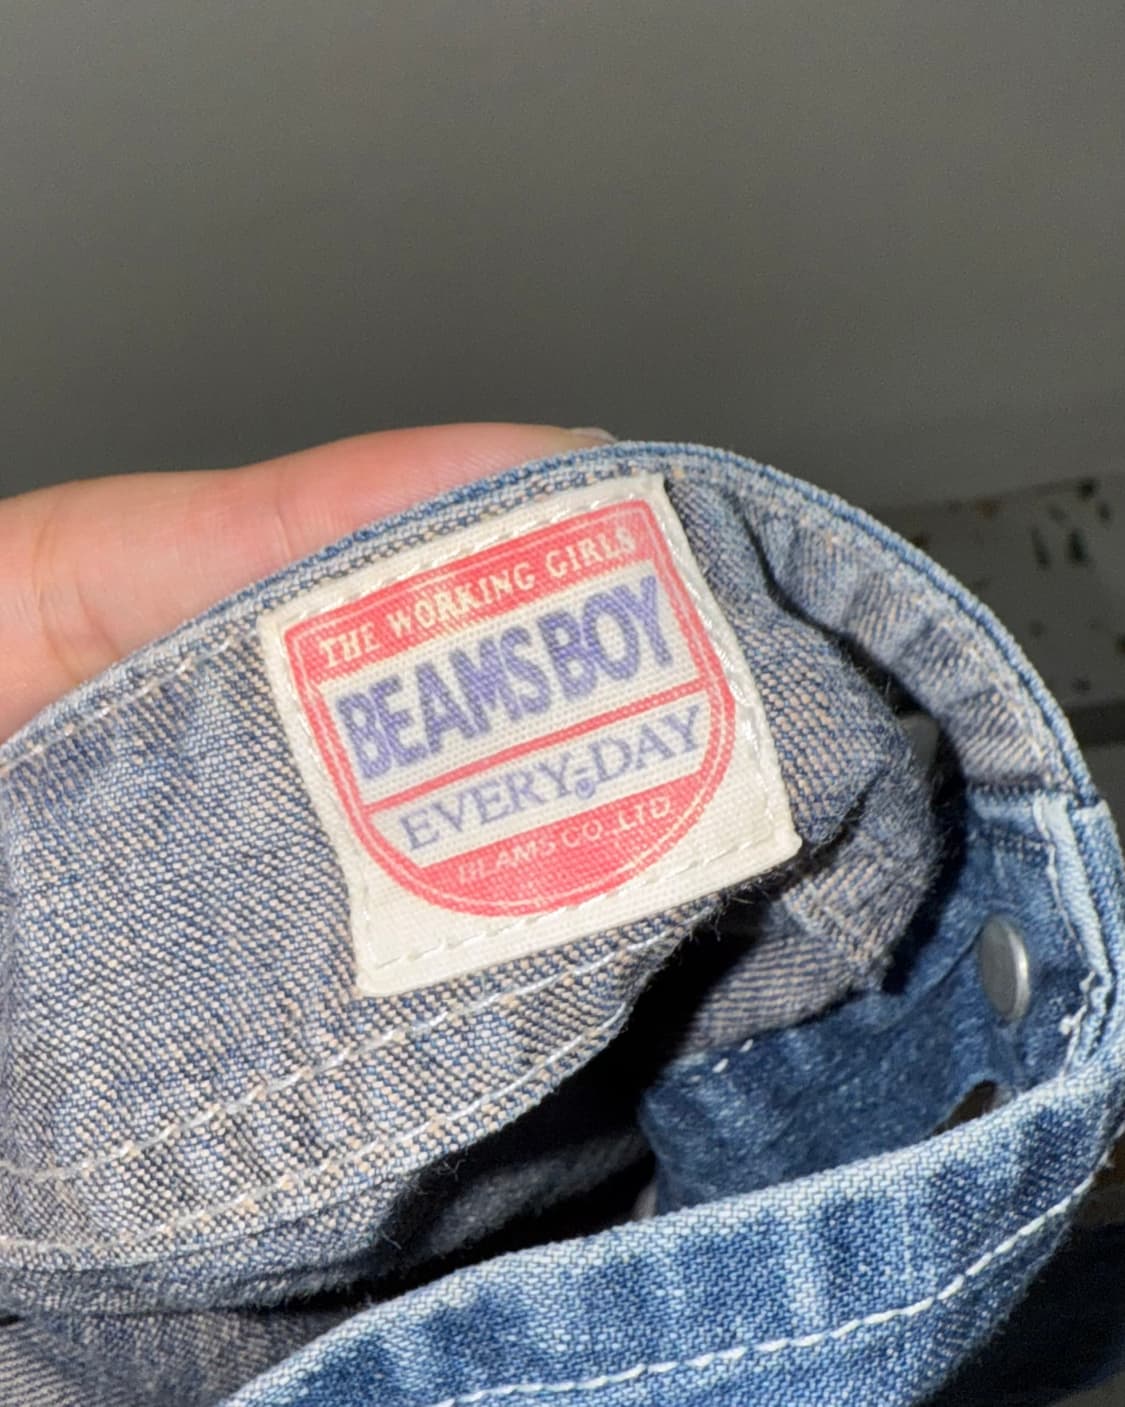 THE WORKING GIRLS
BEAMS BOY
EVERY DAY
BEAMS CO.,LTD.